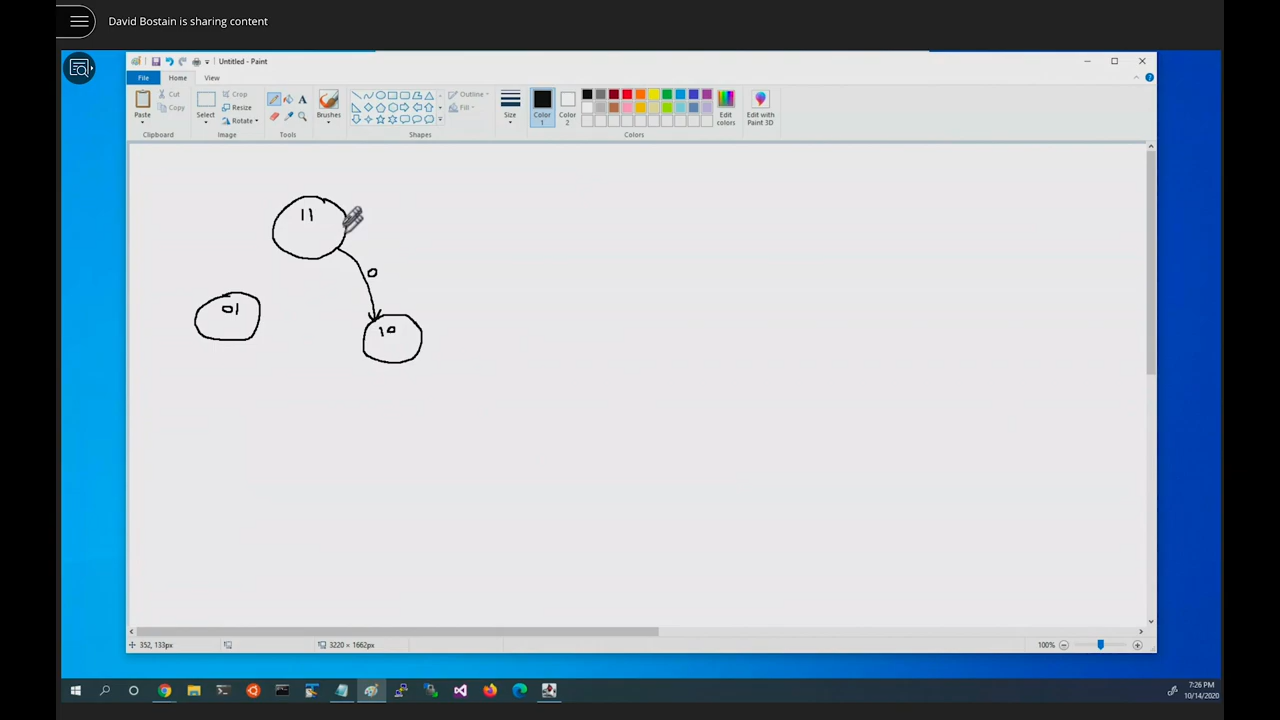 David Bostain is sharing content
Untitled - Paint
File Home View
Paste
Cut
Copy
Clipboard
Select
Crop
Resize
Rotate
Image
Tools
Brushes
Outline
Fill
Shapes
Size
Color 1
Color 2
Edit colors
Colors
Edit with Paint 3D
11
0
01
10
352, 133px
3220 × 1662px
100%
7:26 PM
10/14/2020